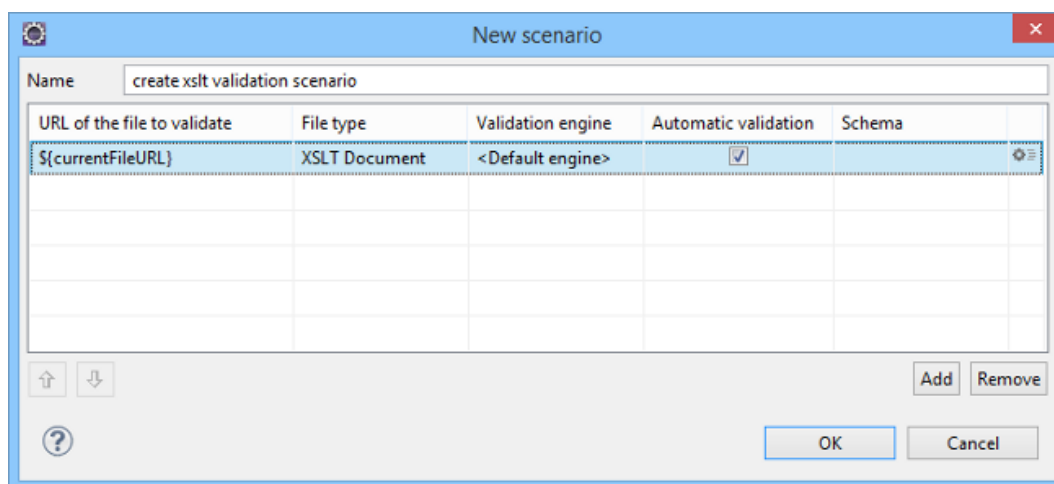 New scenario
Name create xslt validation scenario
URL of the file to validate File type Validation engine Automatic validation Schema
${currentFileURL} XSLT Document <Default engine>
Add Remove
? OK Cancel